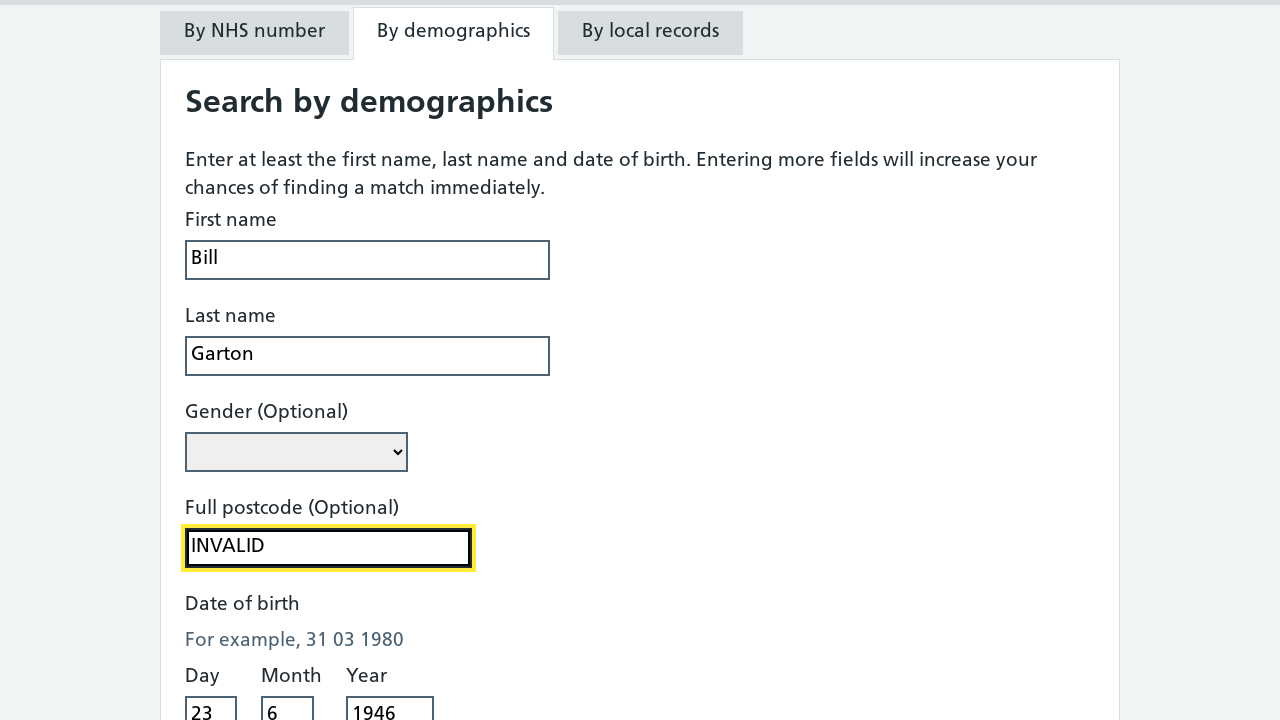 By NHS number
By demographics
By local records
Search by demographics
Enter at least the first name, last name and date of birth. Entering more fields will increase your
chances of finding a match immediately.
First name
Bill
Last name
Garton
Gender (Optional)
Full postcode (Optional)
INVALID
Date of birth
For example, 31 03 1980
Day Month Year
23 6 1946